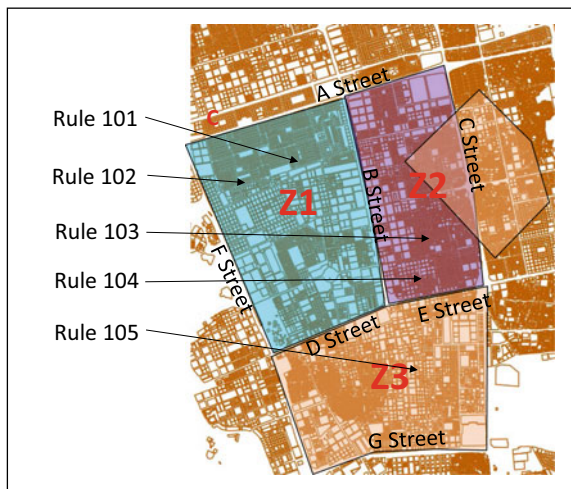 A Street
c
Rule 101
C Street
Rule 102
Z1
Z2
B Street
Rule 103
F Street
Rule 104
E Street
D Street
Rule 105
Z3
G Street